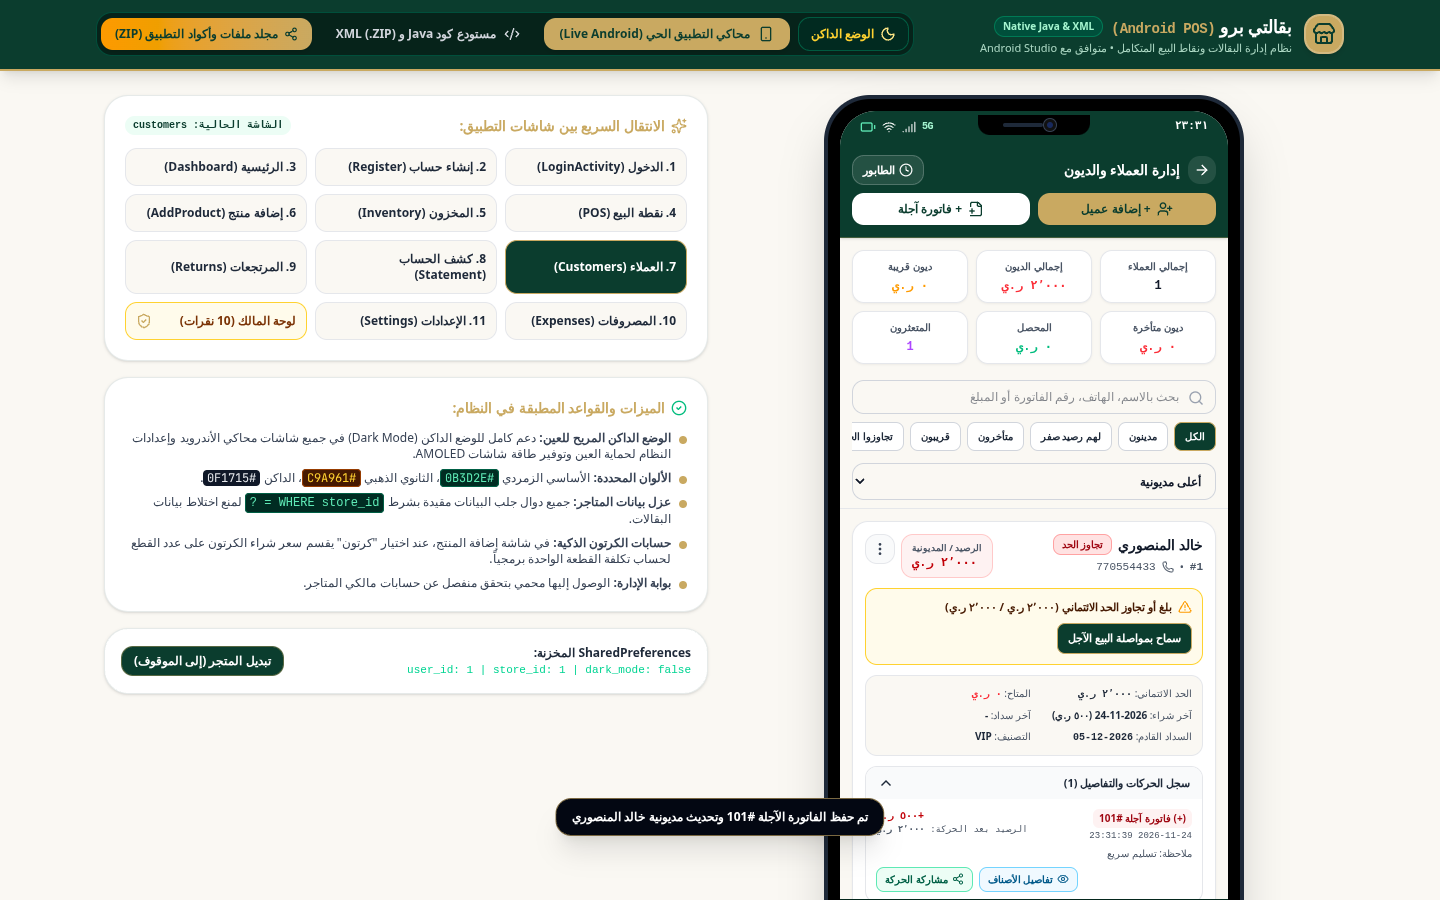 بقالتي برو (Android POS) Native Java & XML
نظام إدارة البقالات ونقاط البيع المتكامل • متوافق مع Android Studio
الوضع الداكن
محاكي التطبيق الحي (Live Android)
مستودع كود Java و XML (.ZIP)
مجلد ملفات وأكواد التطبيق (ZIP)
٢٣:٣١
5G
إدارة العملاء والديون
الطابور
+ إضافة عميل
+ فاتورة آجلة
إجمالي العملاء
1
إجمالي الديون
٢٬٠٠٠ ر.ي
ديون قريبة
٠ ر.ي
ديون متأخرة
٠ ر.ي
المحصل
٠ ر.ي
المتعثرون
1
بحث بالاسم، الهاتف، رقم الفاتورة أو المبلغ
الكل
مدينون
لهم رصيد صفر
متأخرون
قريبون
تجاوزوا
أعلى مديونية
خالد المنصوري تجاوز الحد
#1 • 770554433
الرصيد / المديونية
٢٬٠٠٠ ر.ي
بلغ أو تجاوز الحد الائتماني (٢٬٠٠٠ ر.ي / ٢٬٠٠٠ ر.ي)
سماح بمواصلة البيع الآجل
الحد الائتماني: ٢٬٠٠٠ ر.ي
المتاح: ٠ ر.ي
آخر شراء: 2026-11-24 (٥٠٠ ر.ي)
آخر سداد: -
السداد القادم: 2026-12-05
التصنيف: VIP
سجل الحركات والتفاصيل (1)
(+) فاتورة آجلة #101
+٥٠٠
2026-11-24 23:31:39
الرصيد بعد الحركة: ٢٬٠٠٠
ملاحظة: تسليم سريع
تفاصيل الأصناف
مشاركة الحركة
الانتقال السريع بين شاشات التطبيق:
الشاشة الحالية: customers
1. الدخول (LoginActivity)
2. إنشاء حساب (Register)
3. الرئيسية (Dashboard)
4. نقطة البيع (POS)
5. المخزون (Inventory)
6. إضافة منتج (AddProduct)
7. العملاء (Customers)
8. كشف الحساب
(Statement)
9. المرتجعات (Returns)
10. المصروفات (Expenses)
11. الإعدادات (Settings)
لوحة المالك (10 نقرات)
الميزات والقواعد المطبقة في النظام:
الوضع الداكن المريح للعين: دعم كامل للوضع الداكن (Dark Mode) في جميع شاشات محاكي الأندرويد وإعدادات
النظام لحماية العين وتوفير طاقة شاشات AMOLED.
الألوان المحددة: الأساسي الزمردي #0B3D2E، الثانوي الذهبي #C9A961، الداكن #0F1715.
عزل بيانات المتاجر: جميع دوال جلب البيانات مقيدة بشرط WHERE store_id = ? لمنع اختلاط بيانات
البقالات.
حسابات الكرتون الذكية: في شاشة إضافة المنتج، عند اختيار "كرتون" يقسم سعر شراء الكرتون على عدد القطع
لحساب تكلفة القطعة الواحدة برمجياً.
بوابة الإدارة: الوصول إليها محمي بتحقق منفصل عن حسابات مالكي المتاجر.
SharedPreferences المخزنة:
user_id: 1 | store_id: 1 | dark_mode: false
تبديل المتجر (إلى الموقوف)
تم حفظ الفاتورة الآجلة #101 وتحديث مديونية خالد المنصوري